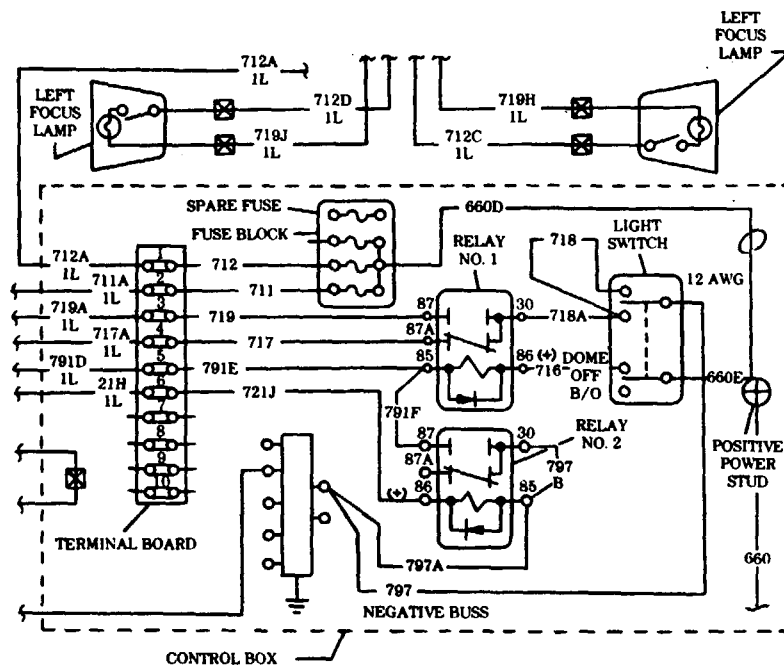 712A
1L
LEFT
FOCUS
LAMP
712D
1L
719J
1L
719H
1L
712C
1L
LEFT
FOCUS
LAMP
SPARE FUSE
FUSE BLOCK
660D
RELAY
NO. 1
718
LIGHT
SWITCH
12 AWG
712A
1L
1
712
711A
1L
2
711
719A
1L
3
719
87
30
718A
717A
1L
4
717
87A
791D
1L
5
791E
85
86 (+)
716
DOME
OFF
B/O
660E
21H
1L
6
721J
791F
7
8
9
10
87
30
RELAY
NO. 2
87A
797
B
(+)
86
85
POSITIVE
POWER
STUD
TERMINAL BOARD
797A
797
660
NEGATIVE BUSS
CONTROL BOX